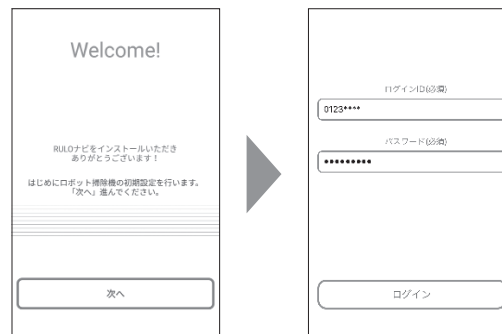 Welcome!
RULOナビをインストールいただき
ありがとうございます！
はじめにロボット掃除機の初期設定を行います。
「次へ」進んでください。
次へ
ログインID(必須)
0123****
パスワード(必須)
●●●●●●●●●
ログイン